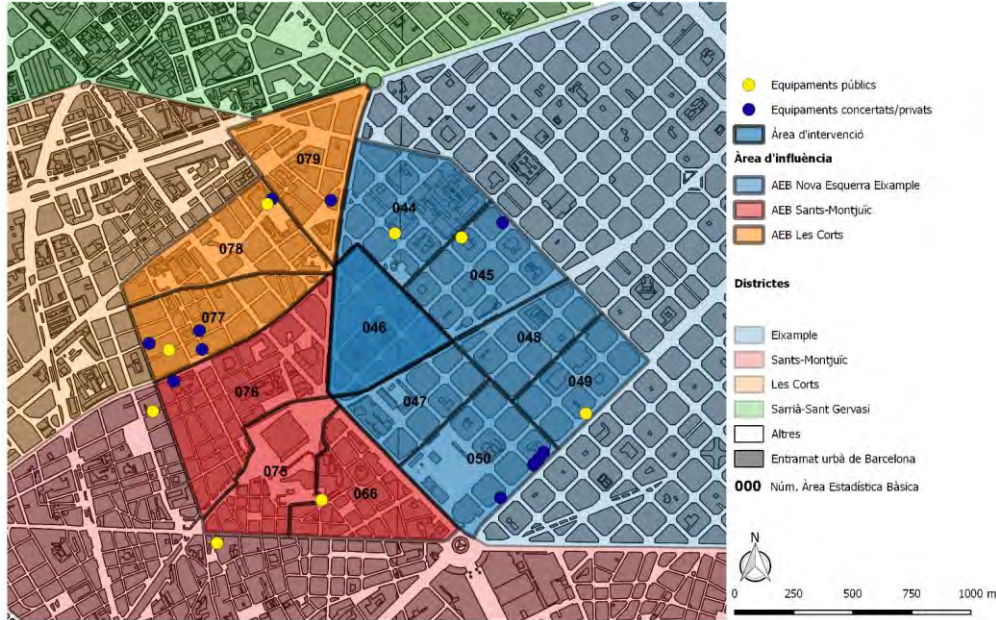 079
044
078
045
077
046
048
076
047
049
050
075
066
Equipaments públics
Equipaments concertats/privats
Àrea d'intervenció
Àrea d'influència
AEB Nova Esquerra Eixample
AEB Sants-Montjuïc
AEB Les Corts
Districtes
Eixample
Sants-Montjuïc
Les Corts
Sarrià-Sant Gervasi
Altres
Entramat urbà de Barcelona
000 Núm. Àrea Estadística Bàsica
N
0 250 500 750 1000 m